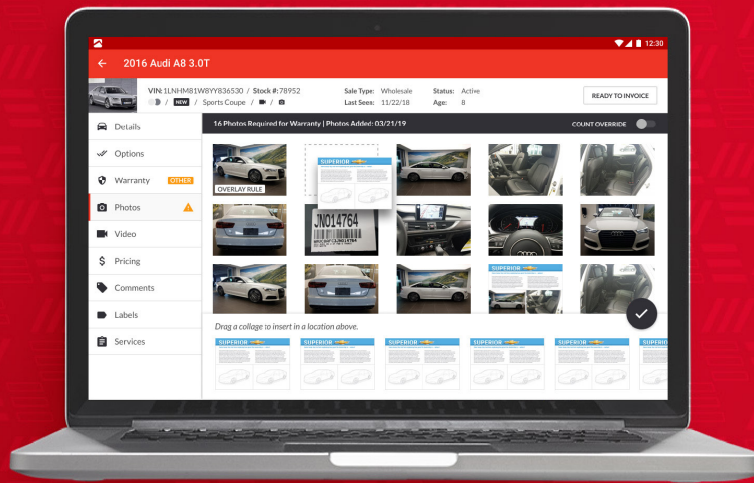 12:30
2016 Audi A8 3.0T
VIN: 1LNHM81W8YY836530 / Stock #: 78952
/ NEW / Sports Coupe / /
Sale Type: Wholesale
Last Seen: 11/22/18
Status: Active
Age: 8
READY TO INVOICE
Details
Options
Warranty OTHER
Photos
Video
Pricing
Comments
Labels
Services
16 Photos Required for Warranty | Photos Added: 03/21/19
COUNT OVERRIDE
OVERLAY RULE
SUPERIOR
JN014764
SUPERIOR
Drag a collage to insert in a location above.
SUPERIOR
SUPERIOR
SUPERIOR
SUPERIOR
SUPERIOR
SUPERIO